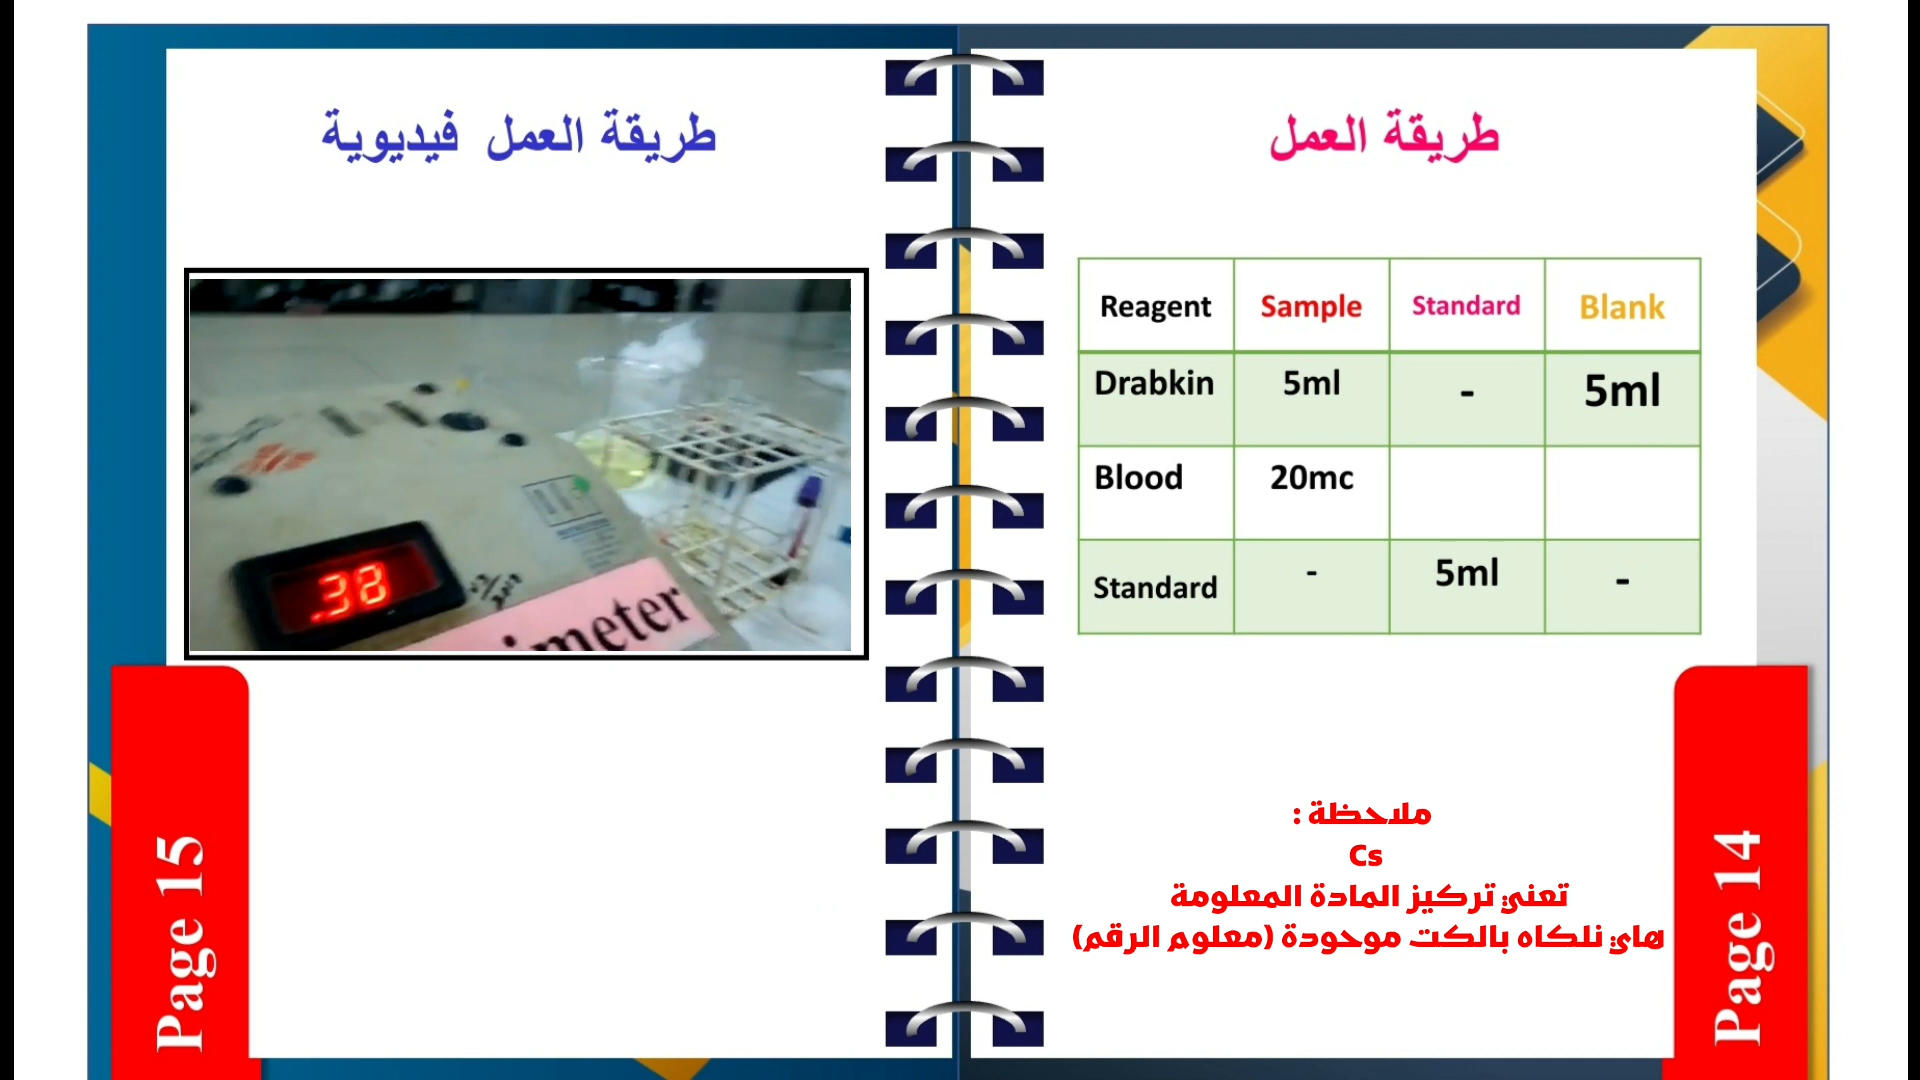 طريقة العمل
Reagent Sample Standard Blank
Drabkin 5ml - 5ml
Blood 20mc
Standard - 5ml -
ملاحظة :
Cs
تعني تركيز المادة المعلومة
هاي نلكاه بالكت موحودة (معلوم الرقم)
Page 14
طريقة العمل فيديوية
.38
imeter
Page 15